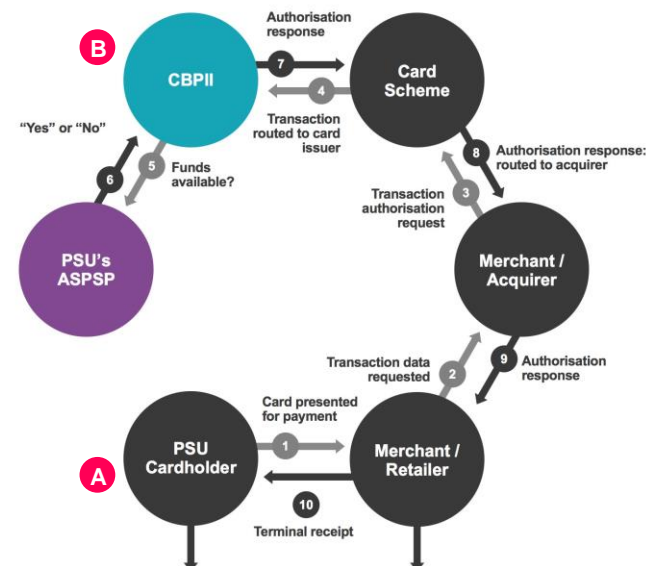 Authorisation
response
B
7
CBPII
Card
Scheme
4
Transaction
routed to card
issuer
“Yes” or “No”
5
Funds
available?
6
8
Authorisation response:
routed to acquirer
3
Transaction
authorisation
request
PSU’s
ASPSP
Merchant /
Acquirer
Transaction data
requested
2
9
Authorisation
response
Card presented
for payment
1
PSU
Cardholder
Merchant /
Retailer
A
10
Terminal receipt